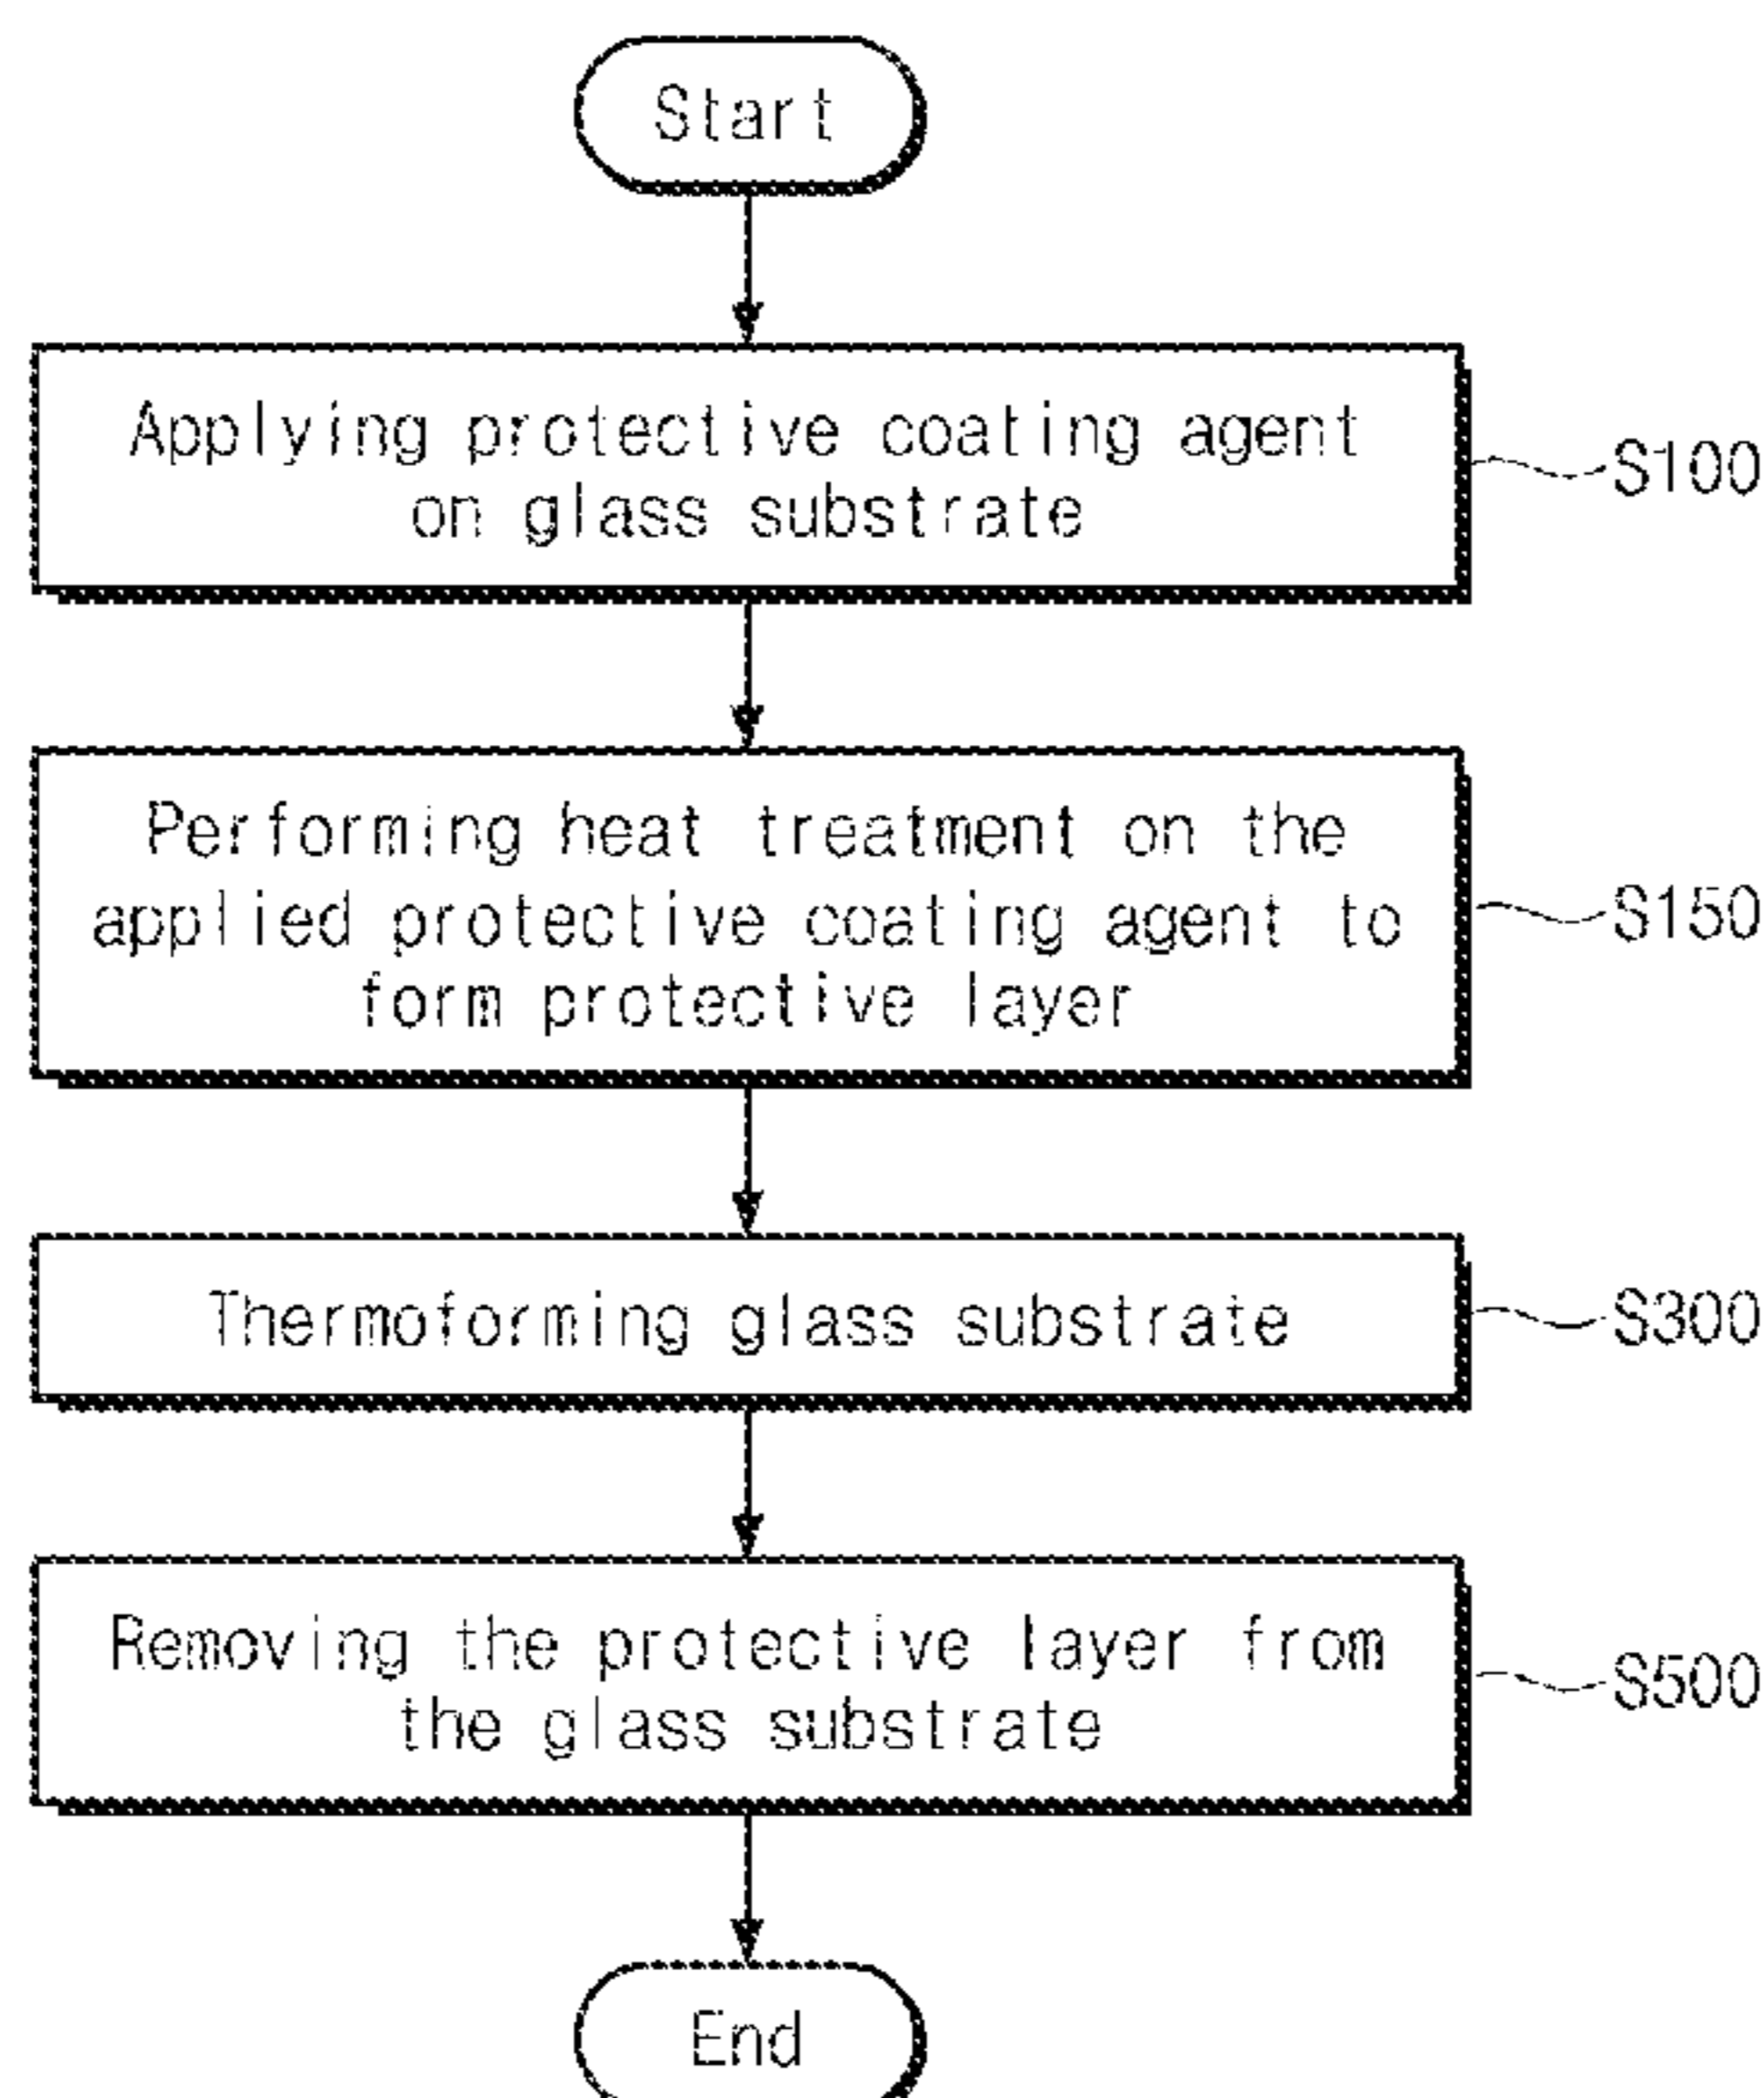 Start
Applying protective coating agent
on glass substrate
S100
Performing heat treatment on the
applied protective coating agent to
form protective layer
S150
Thermoforming glass substrate
S300
Removing the protective layer from
the glass substrate
S500
End